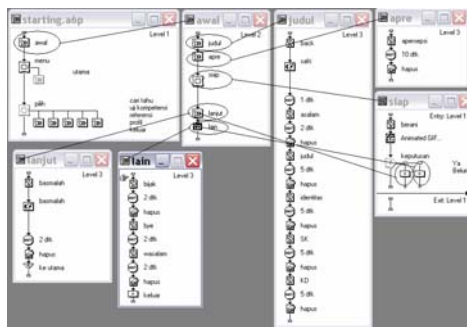 starting.a6p
Level 1
awal
menu
utama
pilih
cari tahu
uji kompetensi
referensi
profil
keluar
awal
Level 2
judul
apre
siap
lanjut
lain
judul
Level 3
back
salis
1 dtk
asalam
2 dtk
hapus
judul
5 dtk
hapus
identitas
5 dtk
hapus
SK
5 dtk
hapus
KD
5 dtk
hapus
apre
Level 3
apersepsi
10 dtk
hapus
siap
Entry: Level 1
berani
Animated GIF...
keputusan
Ya
Exit: Level 1
lanjut
Level 3
basmalah
basmalah
2 dtk
hapus
ke utama
lain
Level 3
bijak
2 dtk
hapus
bye
2 dtk
wasalam
2 dtk
hapus
keluar